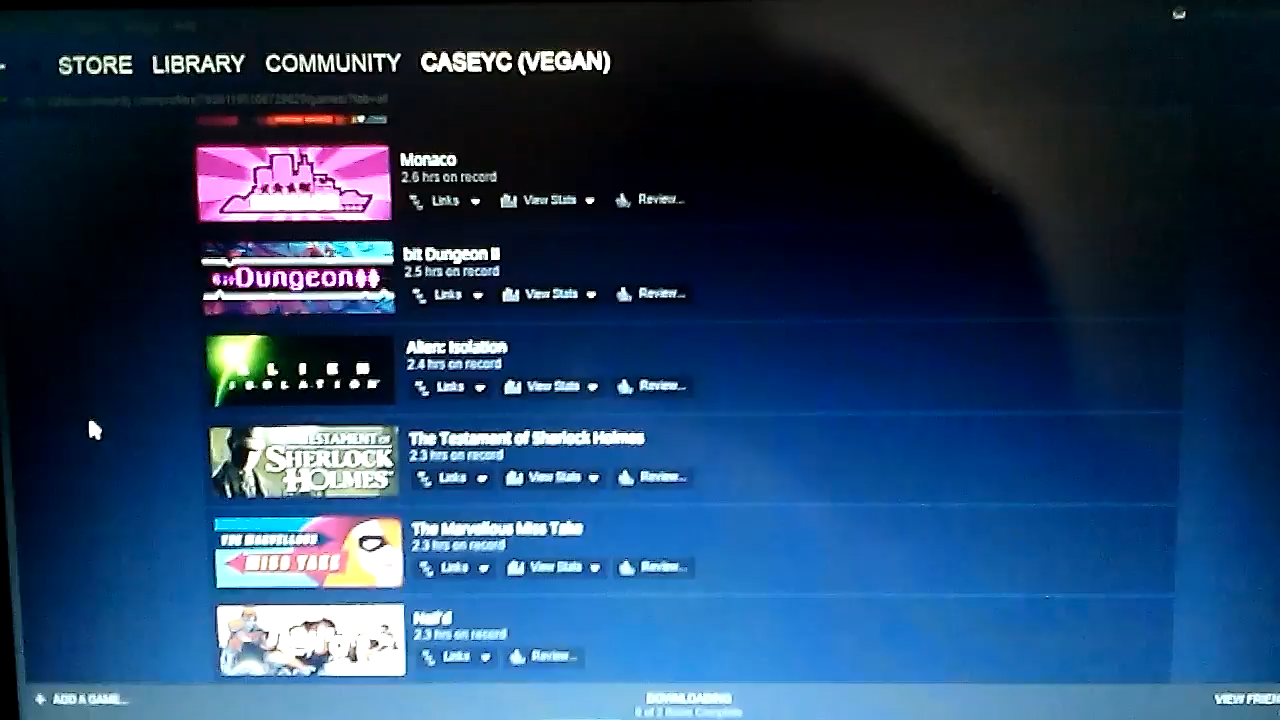 STORE LIBRARY COMMUNITY CASEYC (VEGAN)
Monaco
2.6 hrs on record
Links View Stats Review...
bit Dungeon II
2.5 hrs on record
Links View Stats Review...
Dungeon
Alien: Isolation
2.4 hrs on record
Links View Stats Review...
ALIEN
ISOLATION
The Testament of Sherlock Holmes
2.3 hrs on record
Links View Stats Review...
TESTAMENT OF
SHERLOCK
HOLMES
The Marvellous Miss Take
2.3 hrs on record
Links View Stats Review...
THE MARVELLOUS
MISS TAKE
Nail'd
2.3 hrs on record
Links Review...
+ ADD A GAME...
DOWNLOADING
VIEW FRIEN